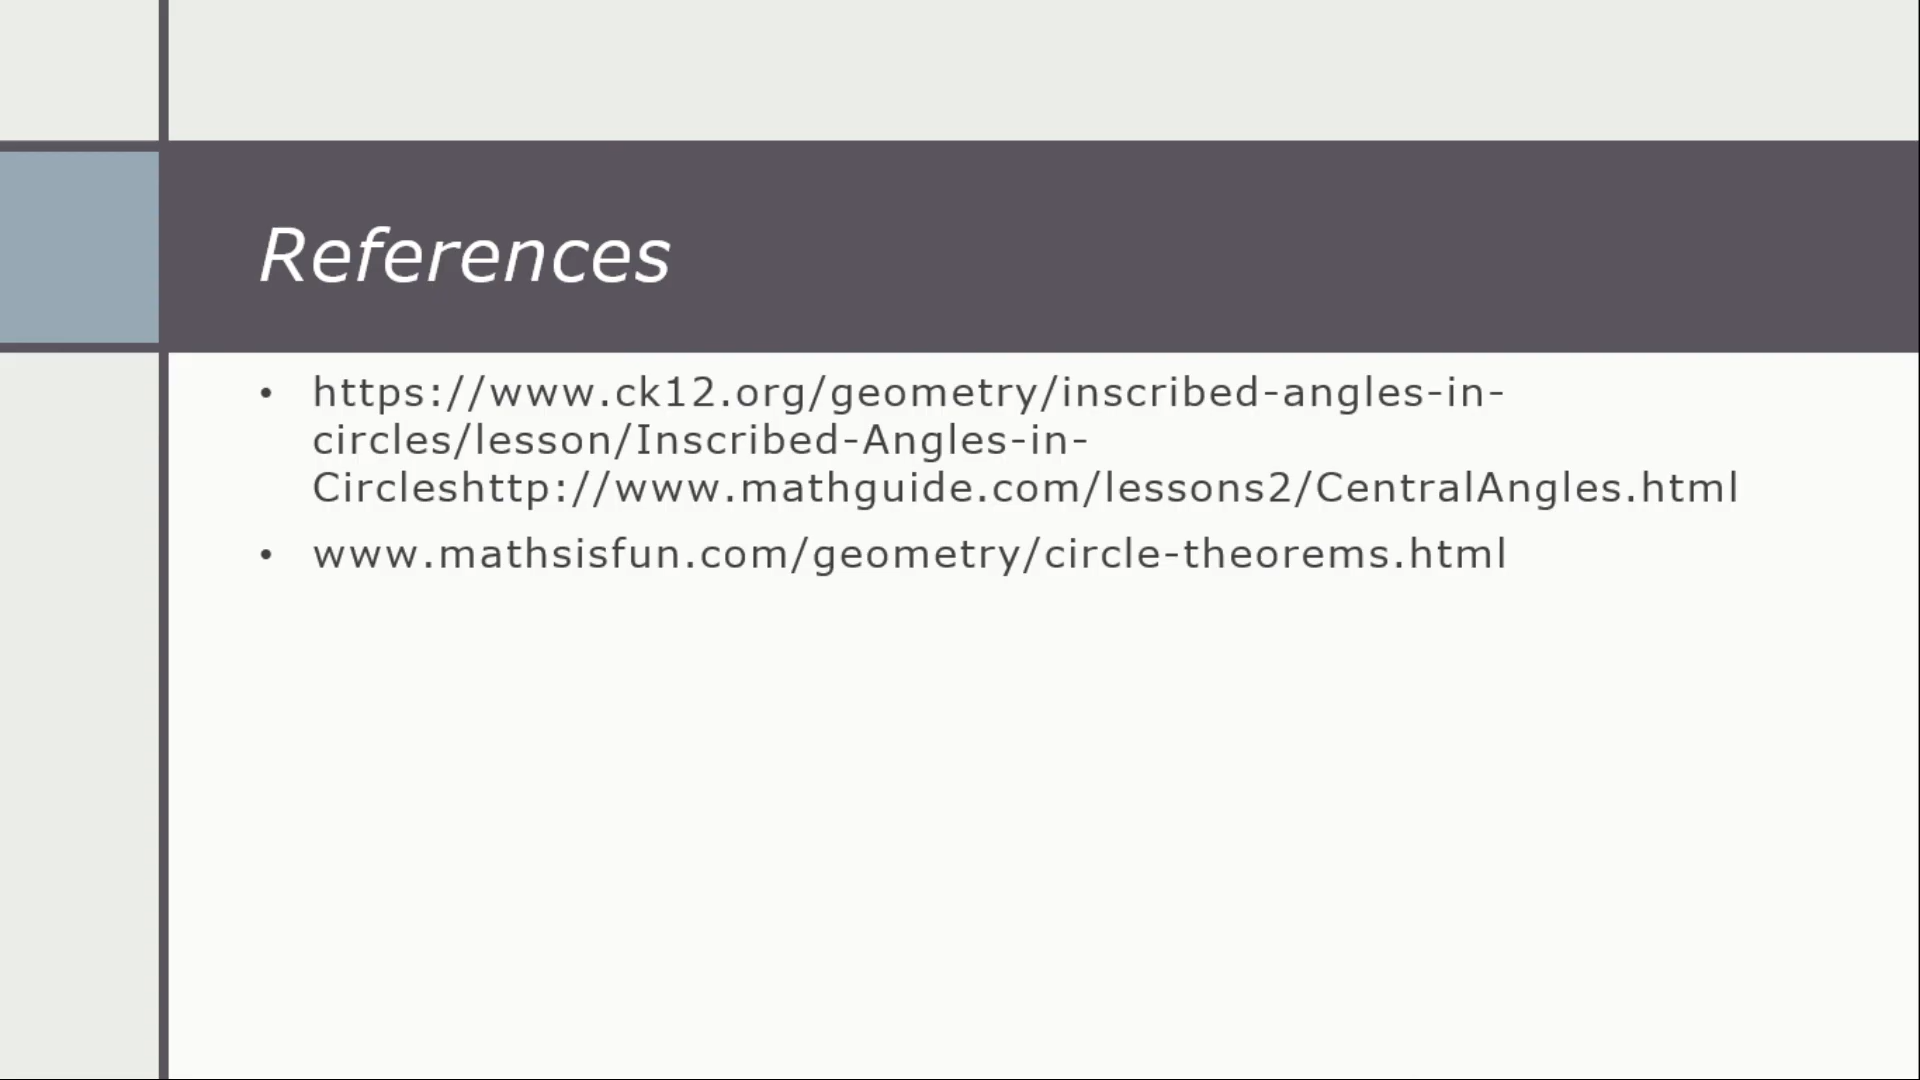 References
• https://www.ck12.org/geometry/inscribed-angles-in-
circles/lesson/Inscribed-Angles-in-
Circleshttp://www.mathguide.com/lessons2/CentralAngles.html
• www.mathsisfun.com/geometry/circle-theorems.html